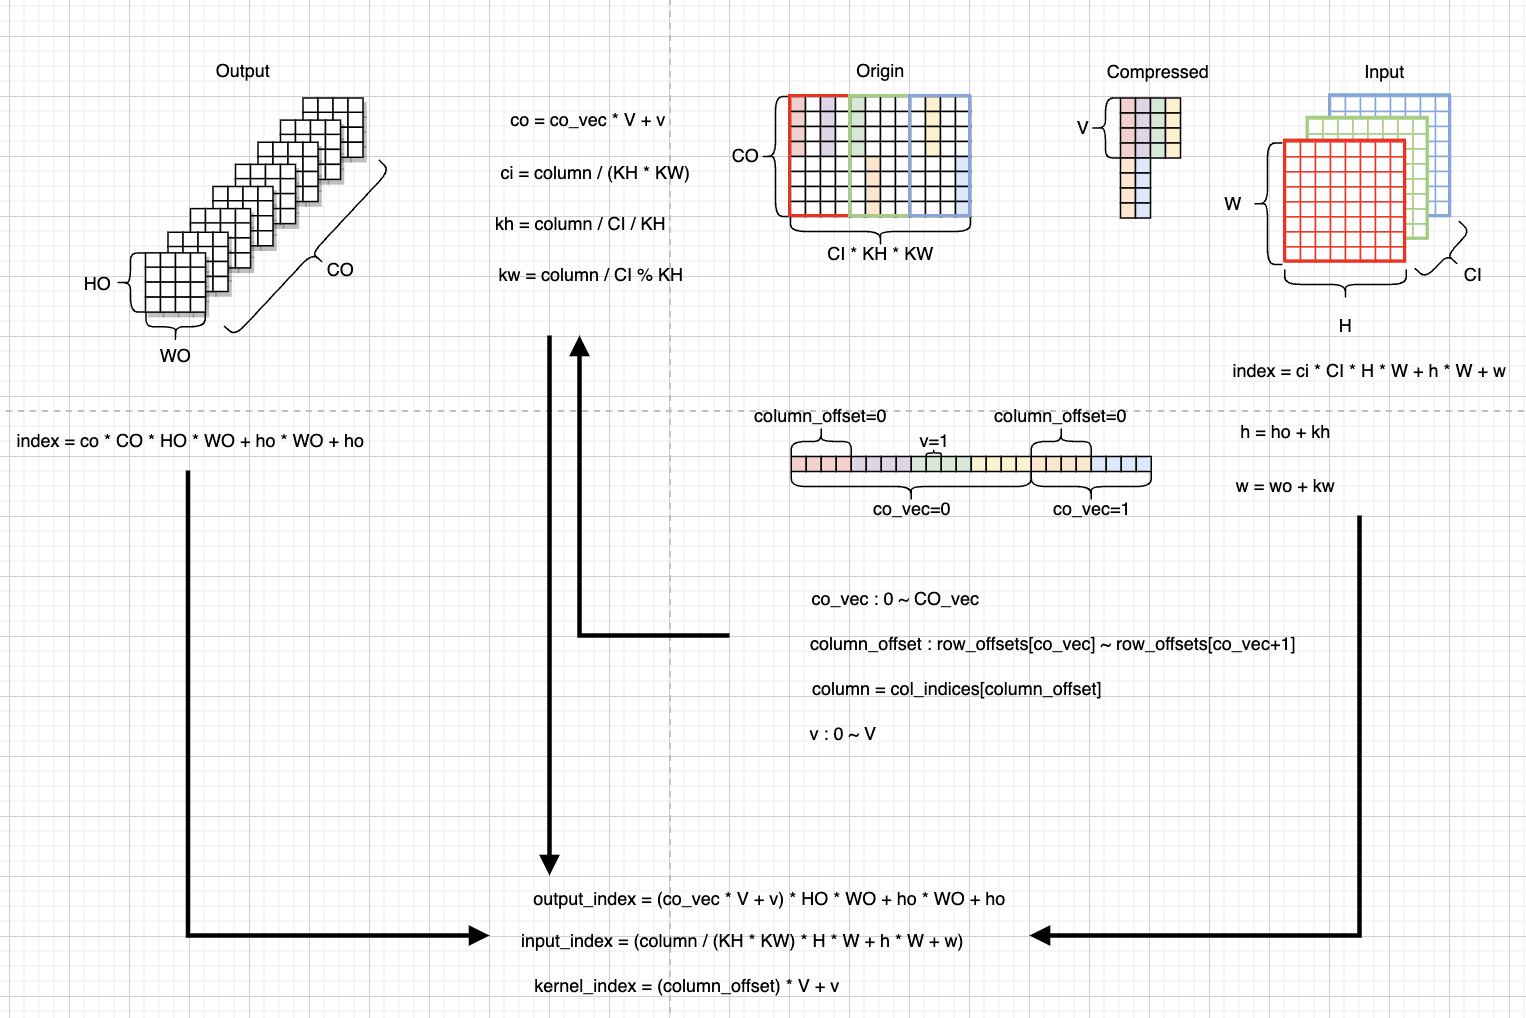 Output
HO
WO
CO
co = co_vec * V + v
ci = column / (KH * KW)
kh = column / CI / KH
kw = column / CI % KH
Origin
CO
CI * KH * KW
Compressed
V
Input
W
H
CI
index = ci * CI * H * W + h * W + w
index = co * CO * HO * WO + ho * WO + ho
column_offset=0
column_offset=0
v=1
co_vec=0
co_vec=1
h = ho + kh
w = wo + kw
co_vec : 0 ~ CO_vec
column_offset : row_offsets[co_vec] ~ row_offsets[co_vec+1]
column = col_indices[column_offset]
v : 0 ~ V
output_index = (co_vec * V + v) * HO * WO + ho * WO + ho
input_index = (column / (KH * KW) * H * W + h * W + w)
kernel_index = (column_offset) * V + v